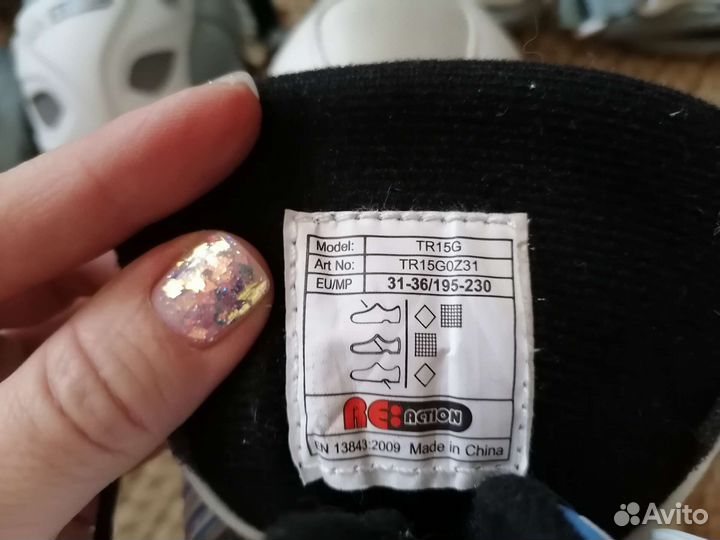 Model: TR15G
Art No: TR15G0Z31
EU/MP 31-36/195-230
RE:ACTION
EN 13843:2009 Made in China
Avito